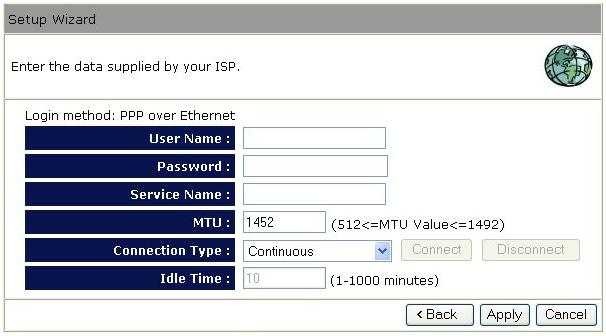 Setup Wizard
Enter the data supplied by your ISP.
Login method: PPP over Ethernet
User Name :
Password :
Service Name :
MTU : 1452 (512<=MTU Value<=1492)
Connection Type : Continuous Connect Disconnect
Idle Time : 10 (1-1000 minutes)
< Back Apply Cancel